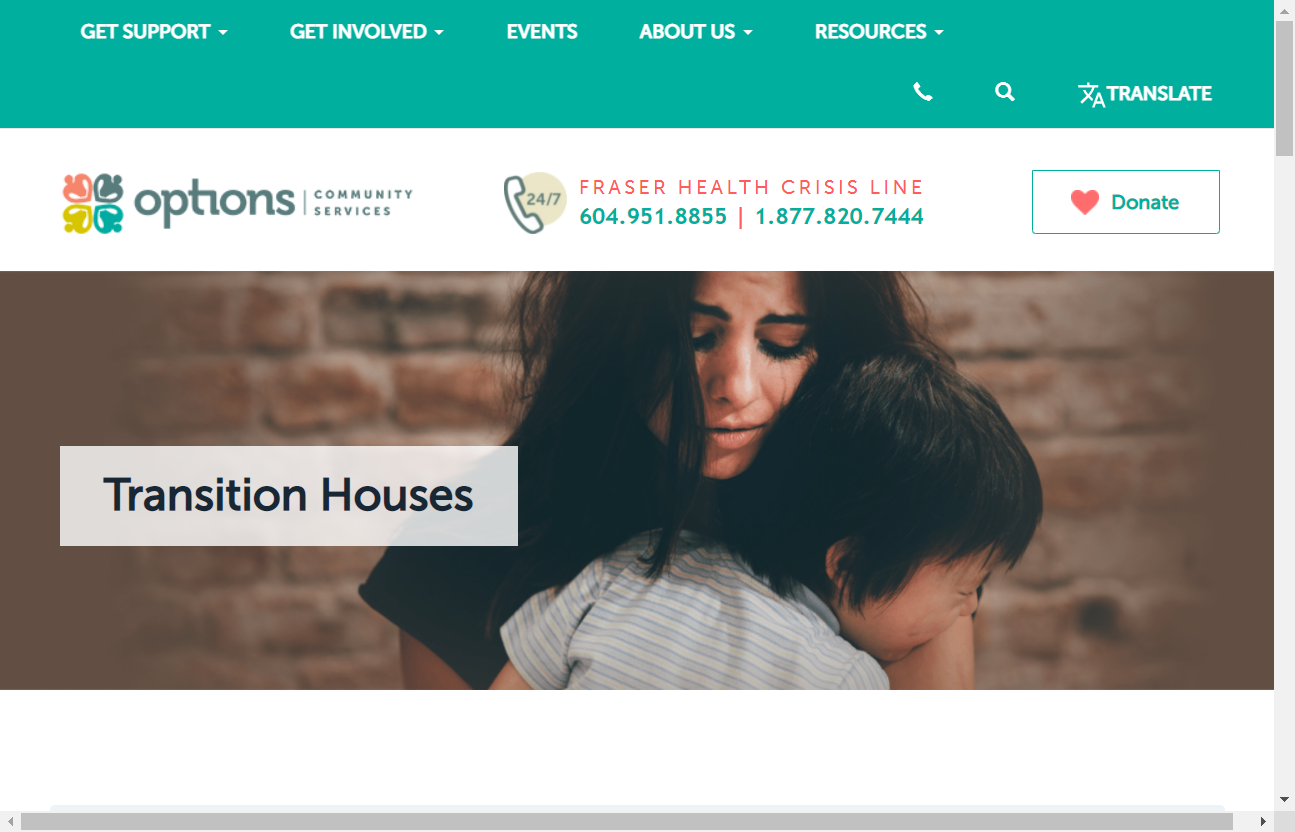 GET SUPPORT
GET INVOLVED
EVENTS
ABOUT US
RESOURCES
TRANSLATE
options COMMUNITY SERVICES
24/7
FRASER HEALTH CRISIS LINE
604.951.8855 | 1.877.820.7444
Donate
Transition Houses